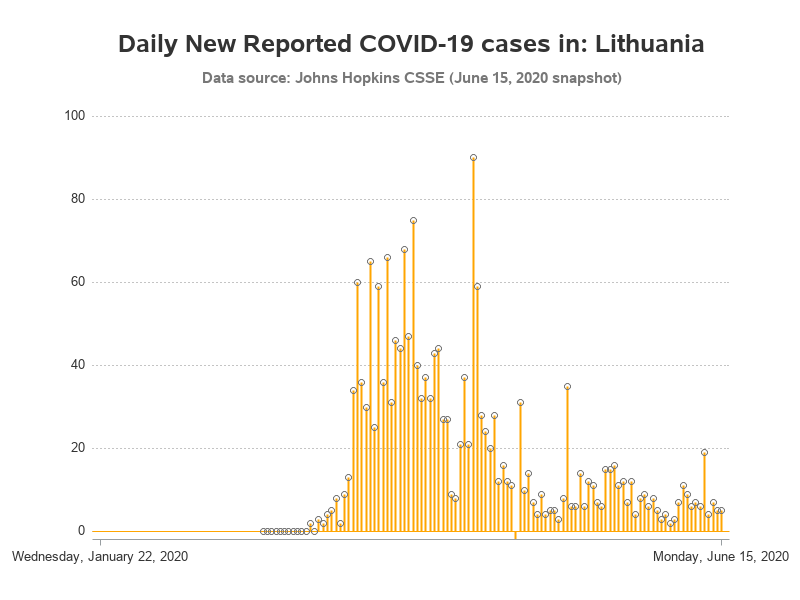 Daily New Reported COVID-19 cases in: Lithuania
Data source: Johns Hopkins CSSE (June 15, 2020 snapshot)
100
80
60
40
20
0
Wednesday, January 22, 2020
Monday, June 15, 2020